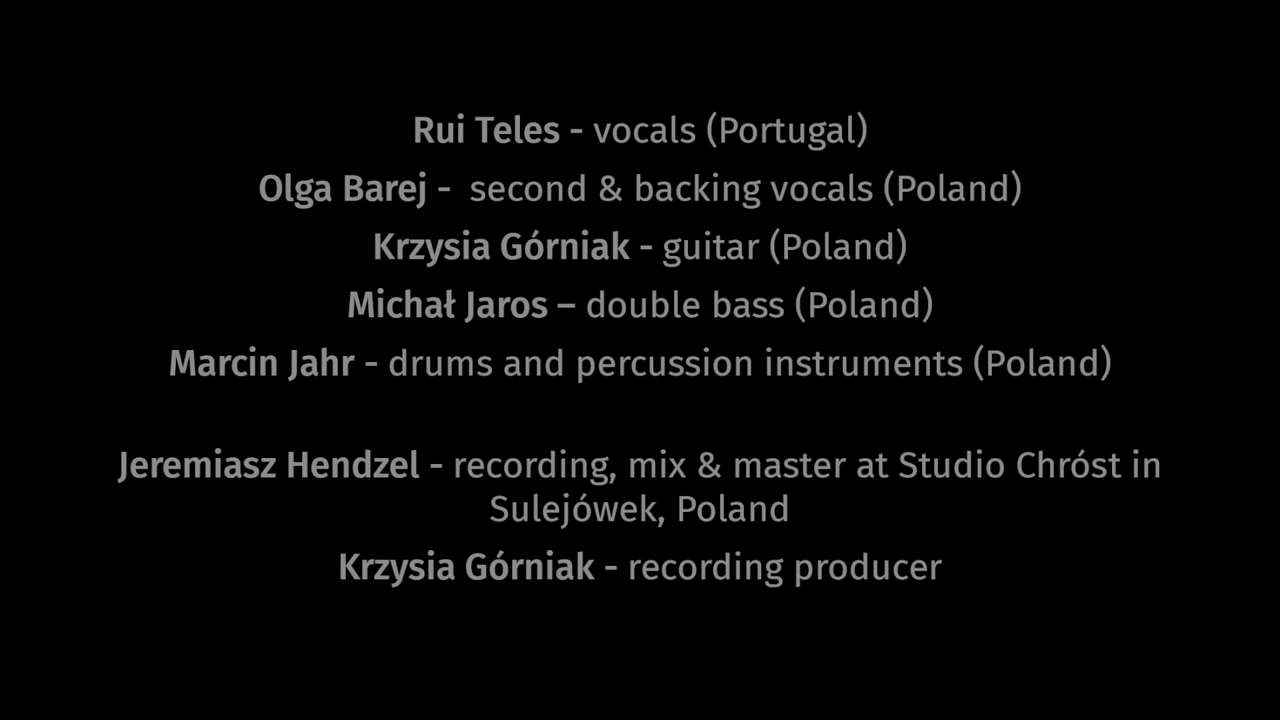 Rui Teles - vocals (Portugal)
Olga Barej - second & backing vocals (Poland)
Krzysia Górniak - guitar (Poland)
Michał Jaros – double bass (Poland)
Marcin Jahr - drums and percussion instruments (Poland)
Jeremiasz Hendzel - recording, mix & master at Studio Chróst in
Sulejówek, Poland
Krzysia Górniak - recording producer